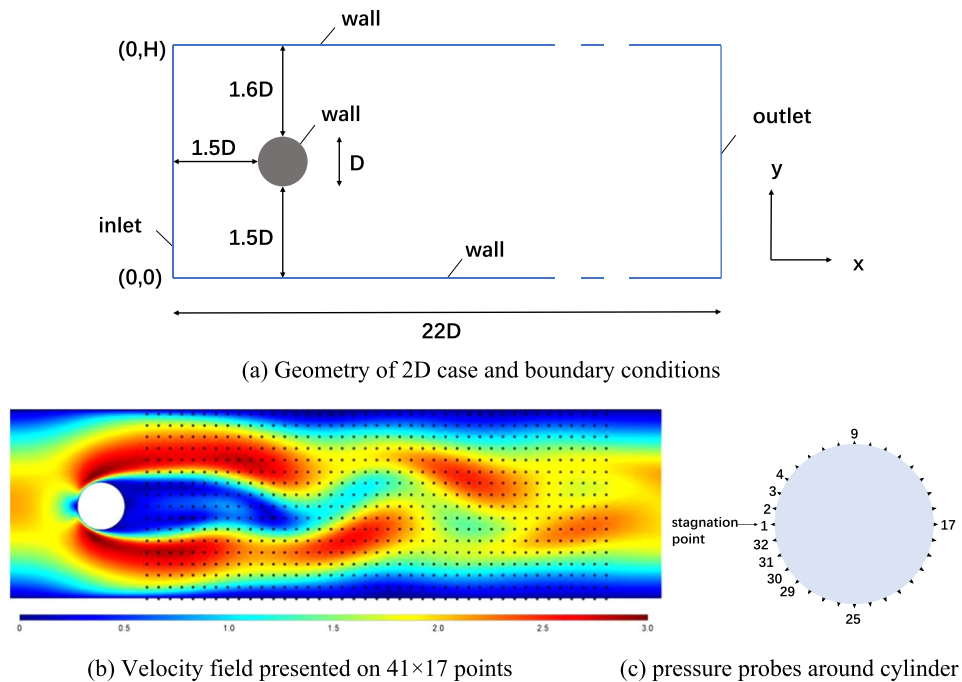 wall
(0,H)
1.6D
wall
outlet
1.5D
D
y
inlet
1.5D
wall
x
(0,0)
22D
(a) Geometry of 2D case and boundary conditions
9
4
3
2
stagnation
point
1
17
32
31
30
29
25
0
0.5
1.0
1.5
2.0
2.5
3.0
(b) Velocity field presented on 41×17 points
(c) pressure probes around cylinder